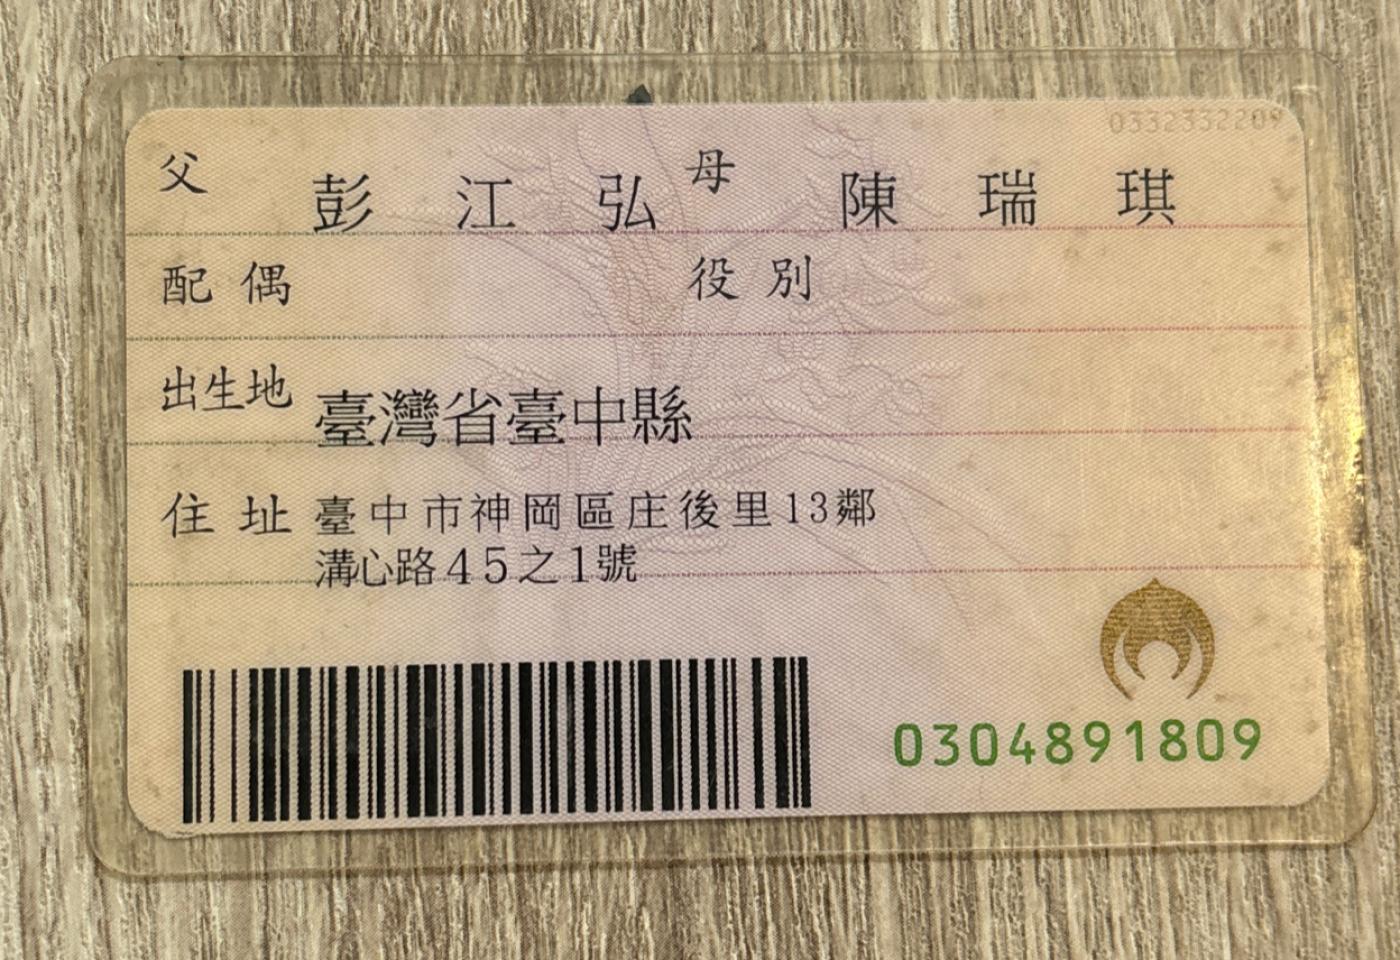 0332332209
父 彭江弘 母 陳瑞琪
配偶 役別
出生地 臺灣省臺中縣
住址 臺中市神岡區庄後里13鄰
溝心路45之1號
0304891809